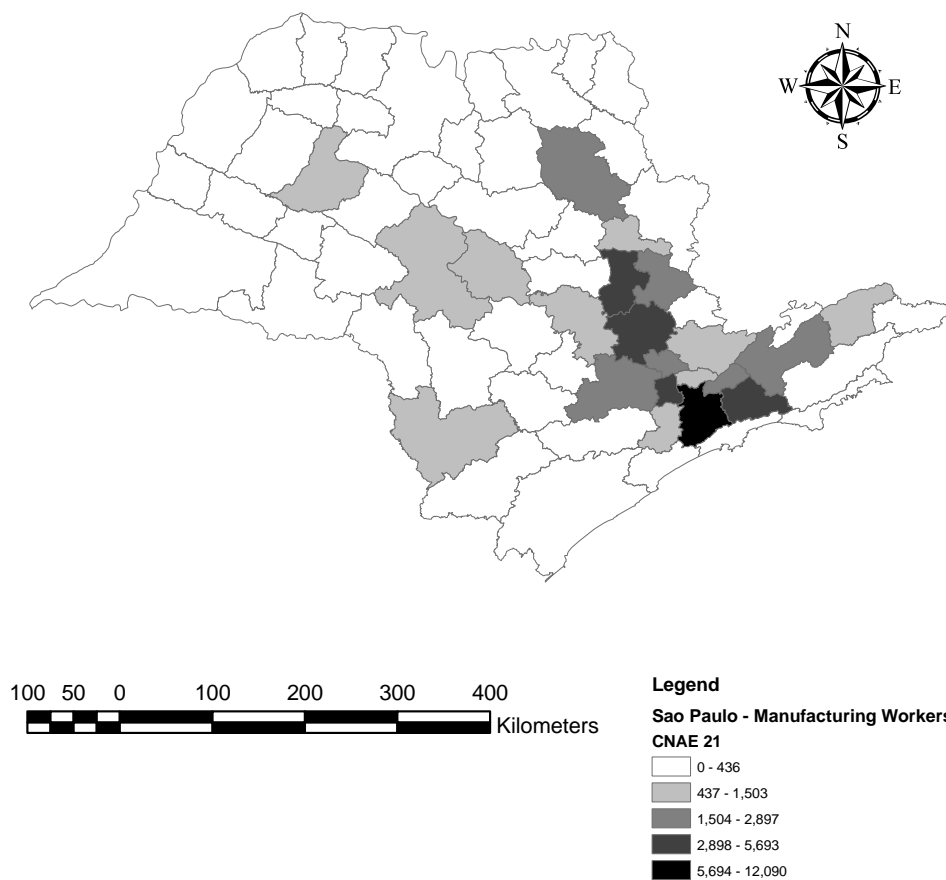 N
W E
S
100 50 0 100 200 300 400
Kilometers
Legend
Sao Paulo - Manufacturing Workers
CNAE 21
0 - 436
437 - 1,503
1,504 - 2,897
2,898 - 5,693
5,694 - 12,090